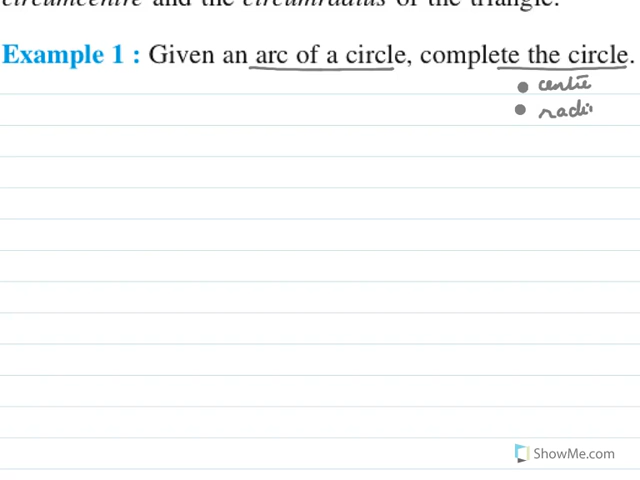 circumcentre and the circumradius of the triangle.
Example 1 : Given an arc of a circle, complete the circle.
centre
radi
ShowMe.com